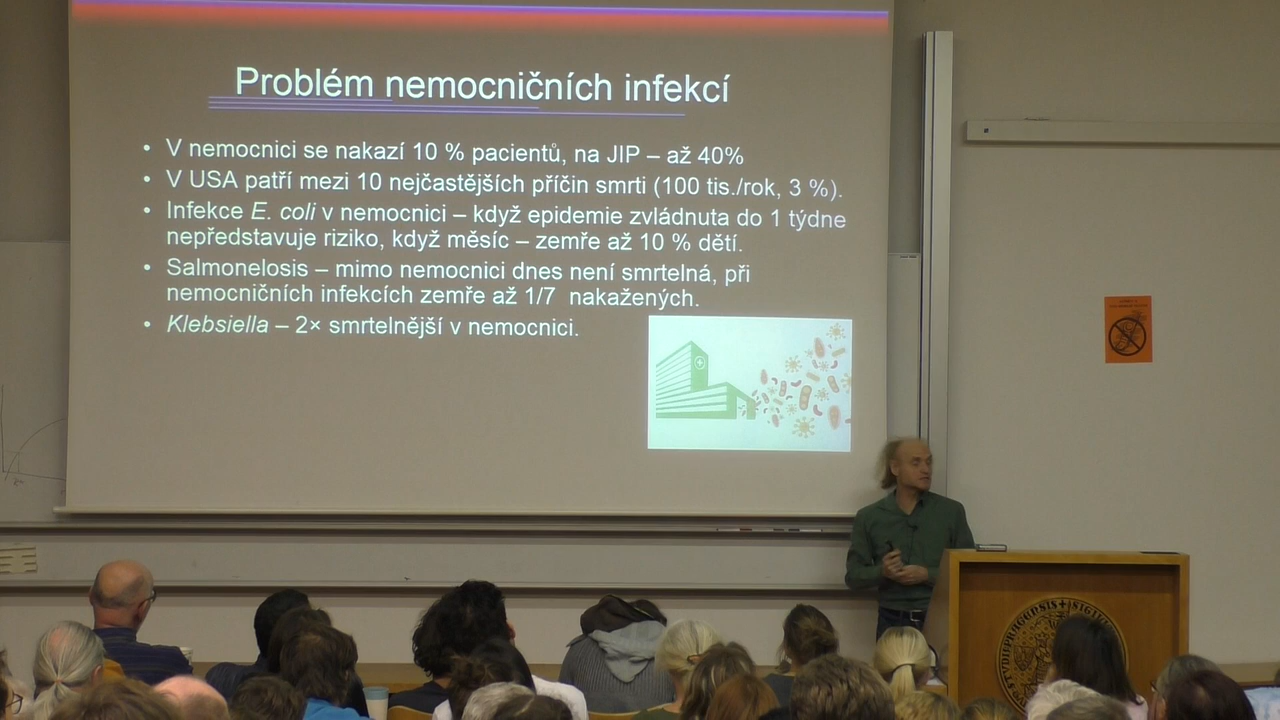 Problém nemocničních infekcí
• V nemocnici se nakazí 10 % pacientů, na JIP – až 40%
• V USA patří mezi 10 nejčastějších příčin smrti (100 tis./rok, 3 %).
• Infekce E. coli v nemocnici – když epidemie zvládnuta do 1 týdne
nepředstavuje riziko, když měsíc – zemře až 10 % dětí.
• Salmonelosis – mimo nemocnici dnes není smrtelná, při
nemocničních infekcích zemře až 1/7 nakažených.
• Klebsiella – 2× smrtelnější v nemocnici.